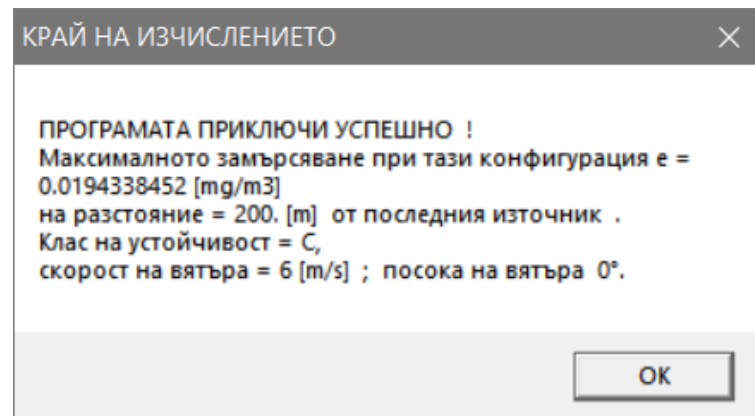 КРАЙ НА ИЗЧИСЛЕНИЕТО
ПРОГРАМАТА ПРИКЛЮЧИ УСПЕШНО !
Максималното замърсяване при тази конфигурация е =
0.0194338452 [mg/m3]
на разстояние = 200. [m] от последния източник .
Клас на устойчивост = C,
скорост на вятъра = 6 [m/s] ; посока на вятъра 0°.
OK